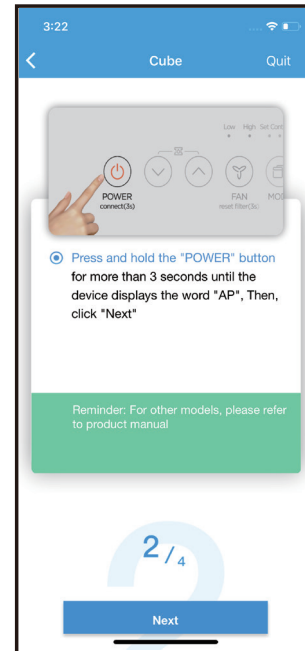 3:22
Cube
Quit
Low High Set Cont
POWER
connect(3s)
FAN
reset filter(3s)
MOD
Press and hold the "POWER" button
for more than 3 seconds until the
device displays the word "AP", Then,
click "Next"
Reminder: For other models, please refer
to product manual
2/4
Next